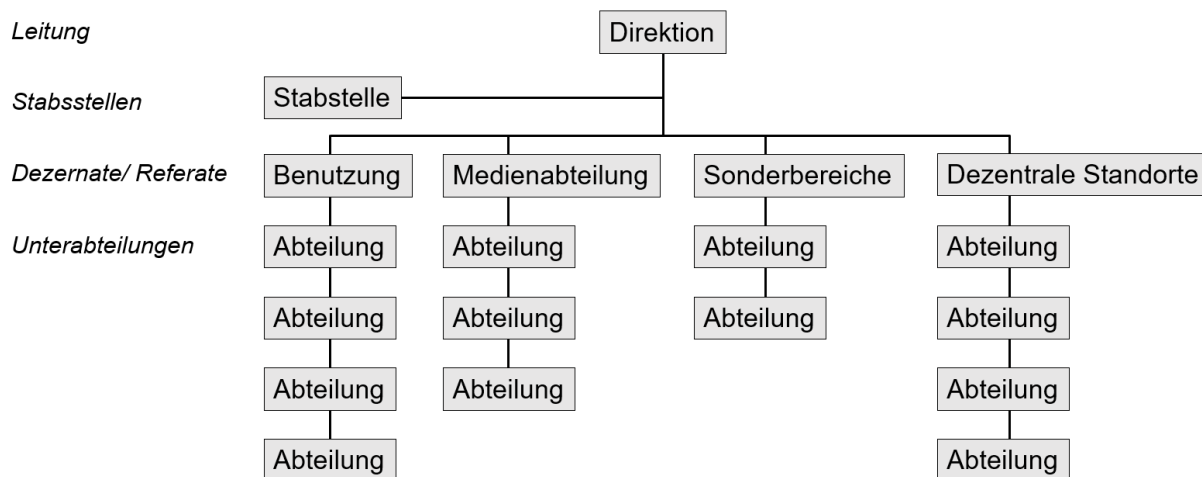 Leitung
Direktion
Stabsstellen
Stabstelle
Dezernate/ Referate
Benutzung
Medienabteilung
Sonderbereiche
Dezentrale Standorte
Unterabteilungen
Abteilung
Abteilung
Abteilung
Abteilung
Abteilung
Abteilung
Abteilung
Abteilung
Abteilung
Abteilung
Abteilung
Abteilung
Abteilung